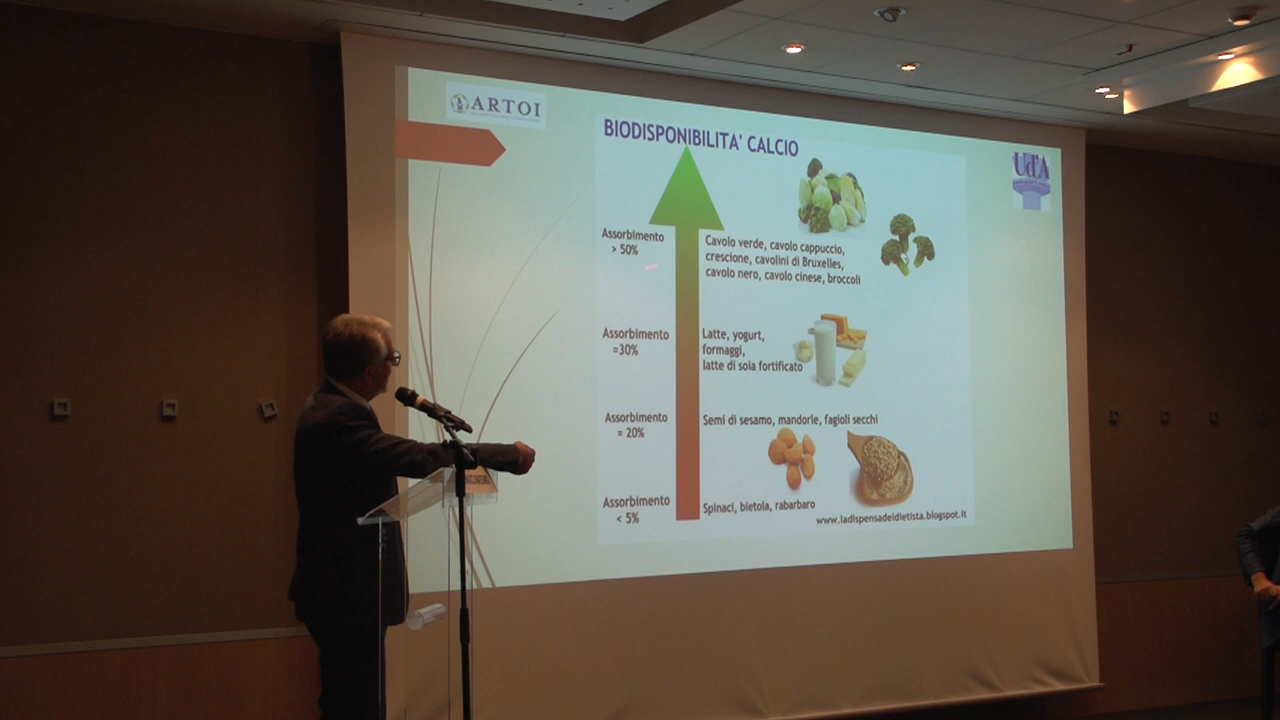 ARTOI
BIODISPONIBILITA' CALCIO
Ud'A
Assorbimento
> 50%
Cavolo verde, cavolo cappuccio,
crescione, cavolini di Bruxelles,
cavolo nero, cavolo cinese, broccoli
Assorbimento
=30%
Latte, yogurt,
formaggi,
latte di soia fortificato
Assorbimento
= 20%
Semi di sesamo, mandorle, fagioli secchi
Assorbimento
< 5%
Spinaci, bietola, rabarbaro
www.ladispensadeldietista.blogspot.it